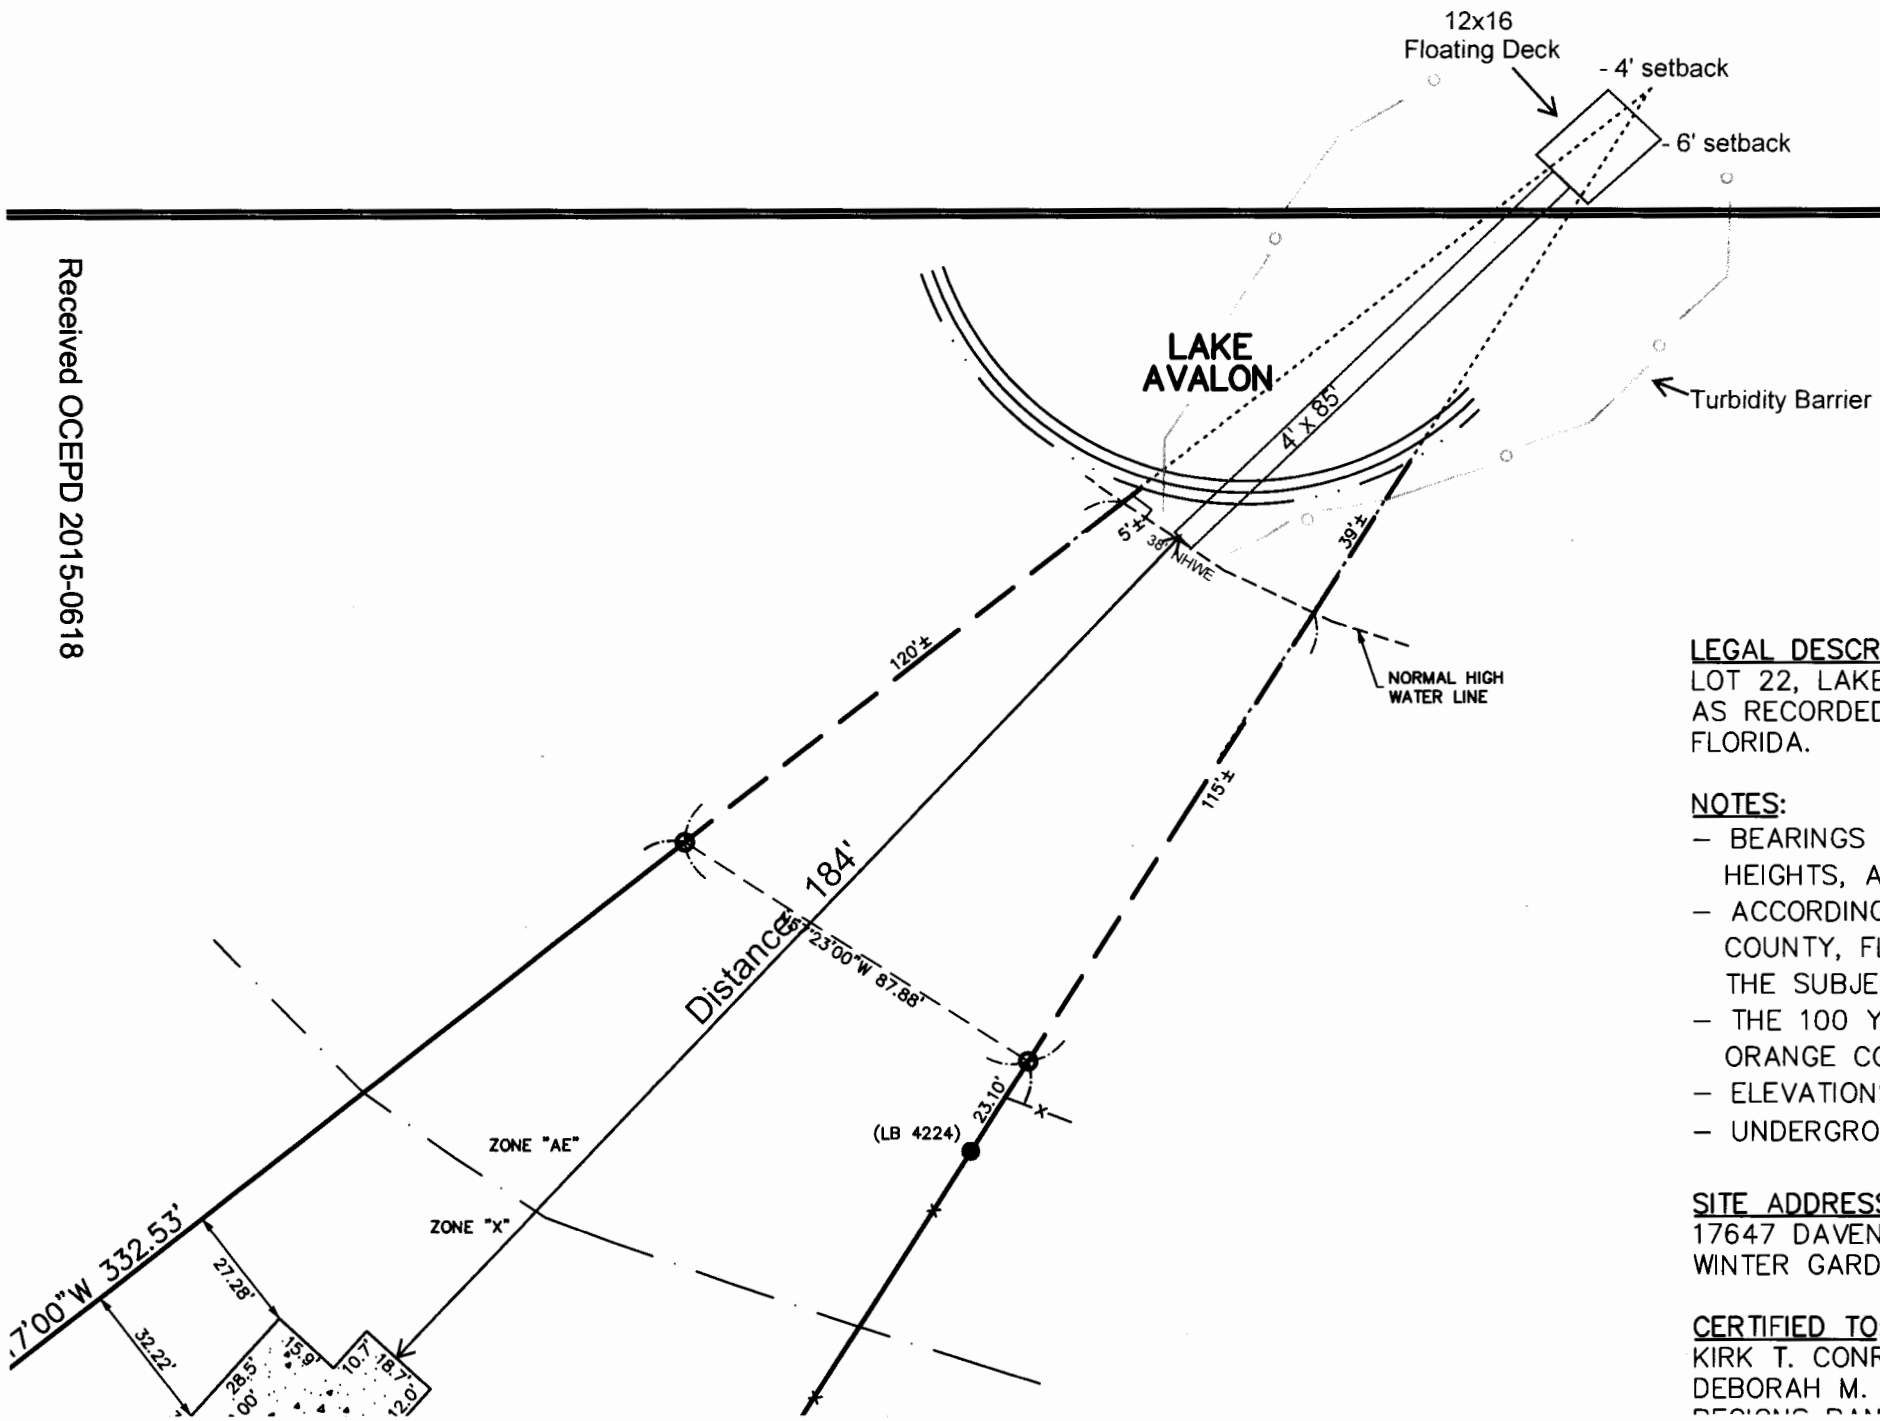 12x16
Floating Deck
- 4' setback
- 6' setback
Received OCEPD 2015-0618
LAKE
AVALON
4' x 85'
Turbidity Barrier
5'±
38'
NHWE
39'±
120'±
NORMAL HIGH
WATER LINE
115'±
Distance 184'
57°23'00"W 87.88'
23.10'
(LB 4224)
X
ZONE "AE"
ZONE "X"
7'00"W 332.53'
27.28'
32.22'
15.9'
10.7'
18.7'
28.5'
12.0'
.00'
LEGAL DESCR
LOT 22, LAKE
AS RECORDED
FLORIDA.
NOTES:
– BEARINGS
HEIGHTS, A
– ACCORDING
COUNTY, FL
THE SUBJE
– THE 100 Y
ORANGE CO
– ELEVATIONS
– UNDERGRO
SITE ADDRESS
17647 DAVEN
WINTER GARD
CERTIFIED TO
KIRK T. CONR
DEBORAH M.